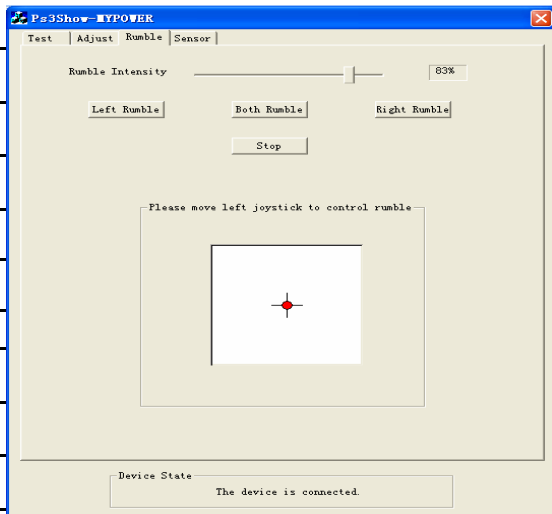 Ps3Show-MYPOWER
Test Adjust Rumble Sensor
Rumble Intensity 83%
Left Rumble Both Rumble Right Rumble
Stop
Please move left joystick to control rumble
Device State
The device is connected.